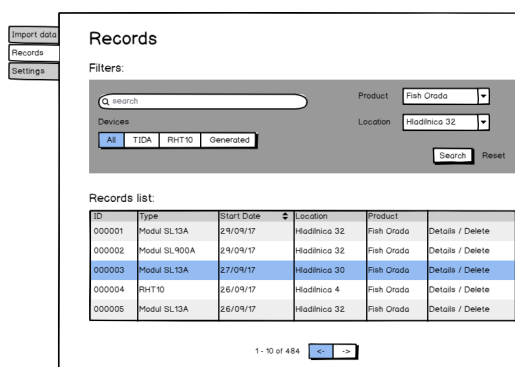 Import data
Records
Settings
Records
Filters:
search
Product Fish Orada
Devices
Location Hladilnica 32
All TIDA RHT10 Generated
Search Reset
Records list:
ID Type Start Date Location Product
000001 Modul SL13A 29/09/17 Hladilnica 32 Fish Orada Details / Delete
000002 Modul SL900A 29/09/17 Hladilnica 32 Fish Orada Details / Delete
000003 Modul SL13A 27/09/17 Hladilnica 30 Fish Orada Details / Delete
000004 RHT10 26/09/17 Hladilnica 4 Fish Orada Details / Delete
000005 Modul SL13A 26/09/17 Hladilnica 32 Fish Orada Details / Delete
1 - 10 of 484 <- ->